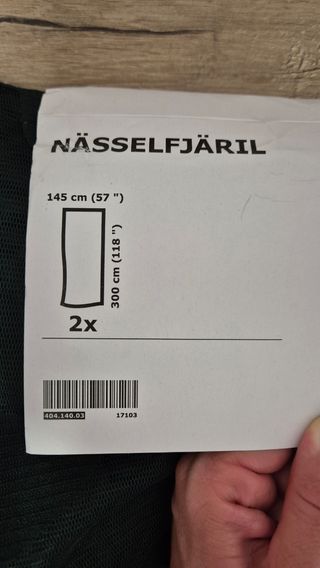 NÄSSELFJÄRIL
145 cm (57 ")
300 cm (118 ")
2x
404.140.03 17103